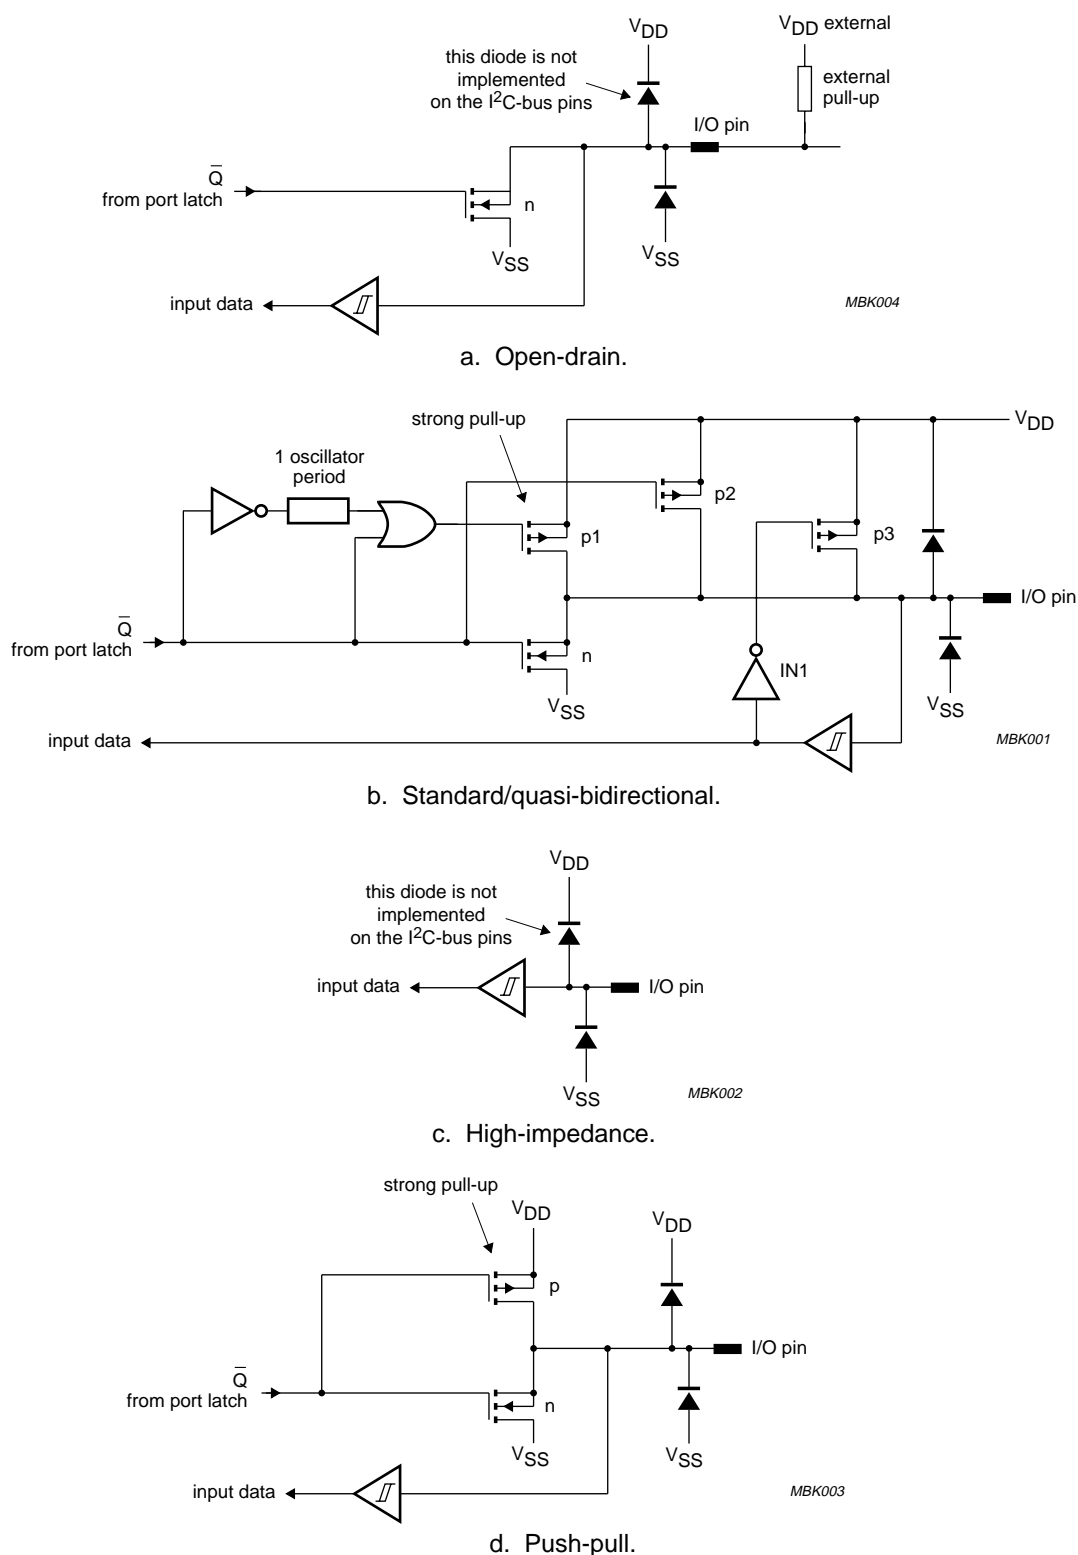 VDD
VDD external
this diode is not
implemented
on the I2C-bus pins
external
pull-up
I/O pin
Q̅
from port latch
n
VSS
VSS
input data
MBK004
a. Open-drain.
strong pull-up
VDD
1 oscillator
period
p2
p1
p3
I/O pin
Q̅
from port latch
n
IN1
VSS
VSS
input data
MBK001
b. Standard/quasi-bidirectional.
VDD
this diode is not
implemented
on the I2C-bus pins
input data
I/O pin
VSS
MBK002
c. High-impedance.
strong pull-up
VDD
VDD
p
I/O pin
Q̅
from port latch
n
VSS
VSS
input data
MBK003
d. Push-pull.